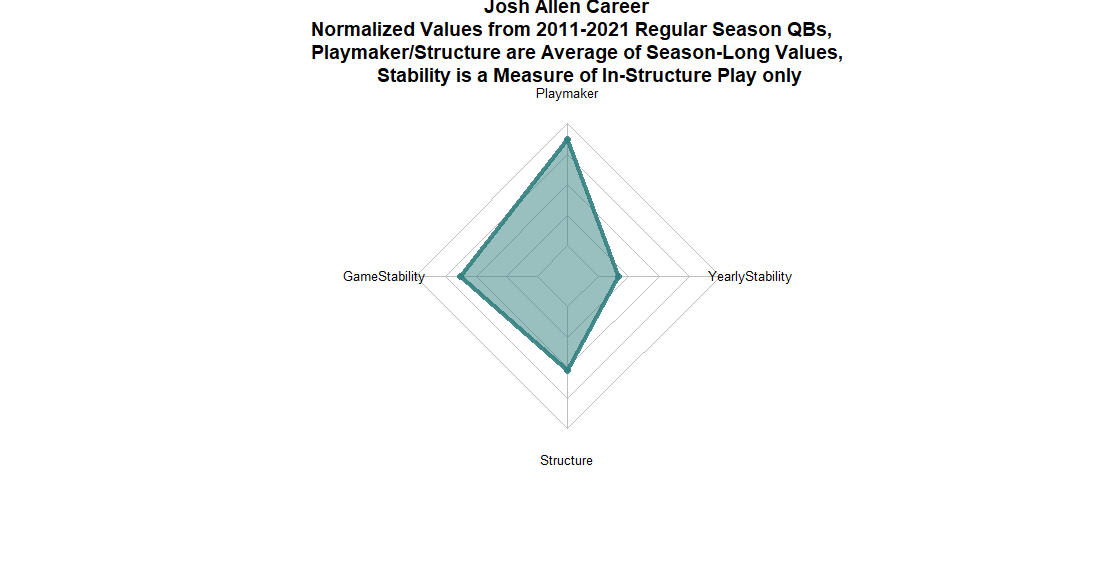 Josh Allen Career
Normalized Values from 2011-2021 Regular Season QBs,
Playmaker/Structure are Average of Season-Long Values,
Stability is a Measure of In-Structure Play only
Playmaker
GameStability
YearlyStability
Structure